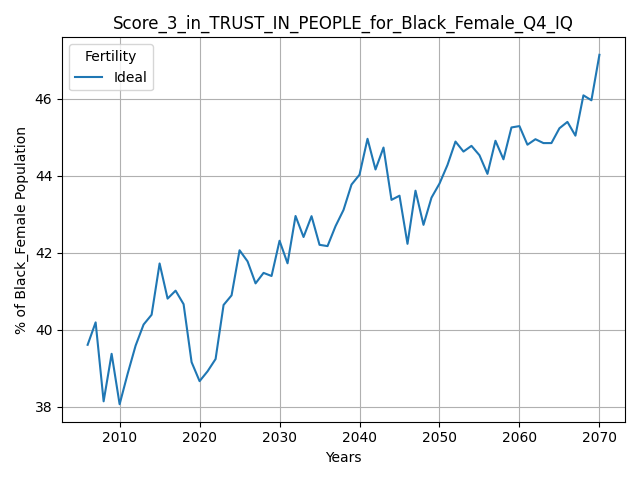 Score_3_in_TRUST_IN_PEOPLE_for_Black_Female_Q4_IQ
Fertility
Ideal
% of Black_Female Population
46
44
42
40
38
2010 2020 2030 2040 2050 2060 2070
Years